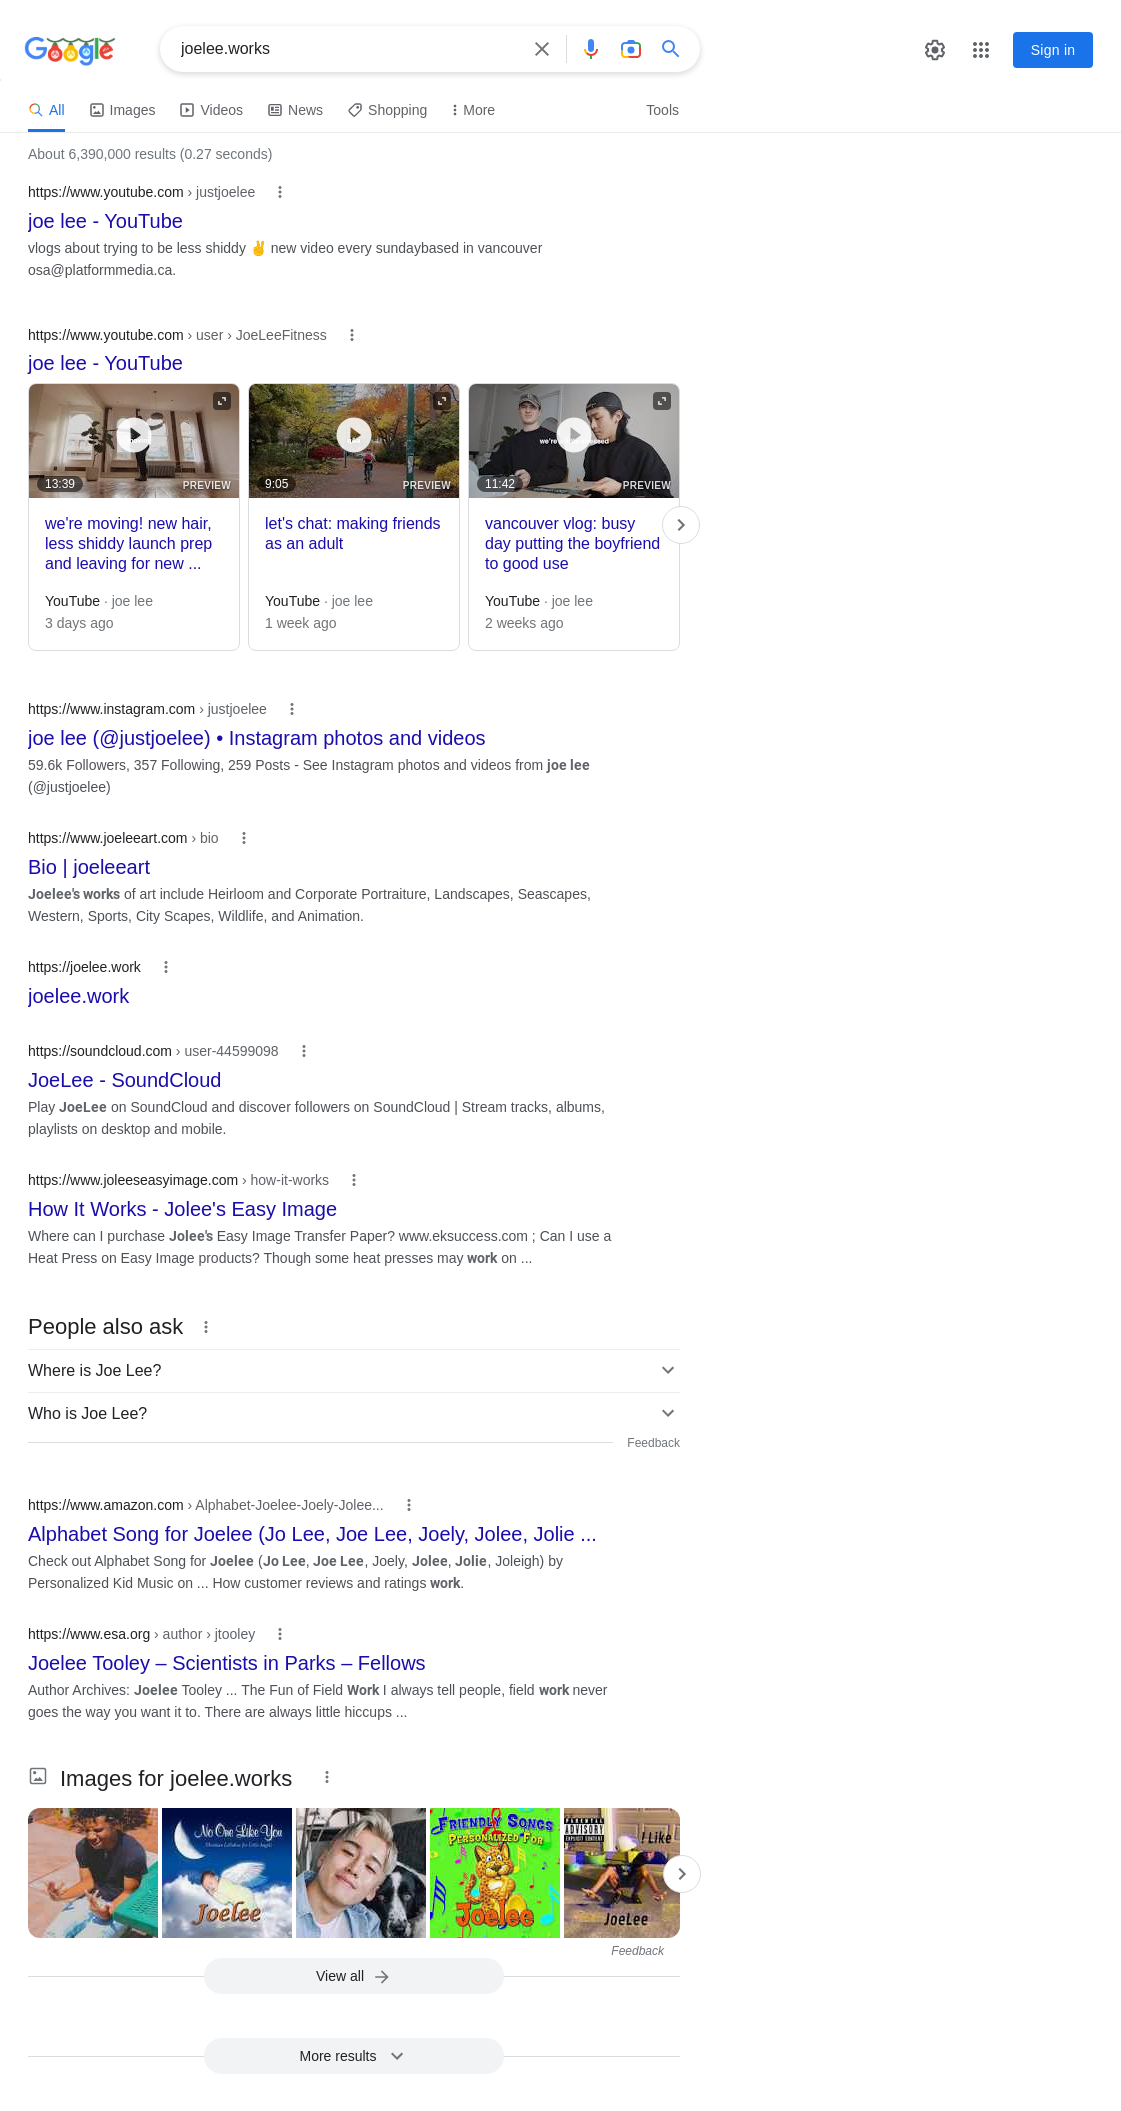 Google
joelee.works
Sign in
All Images Videos News Shopping More Tools
About 6,390,000 results (0.27 seconds)
https://www.youtube.com › justjoelee
joe lee - YouTube
vlogs about trying to be less shiddy ✌️ new video every sundaybased in vancouver
osa@platformmedia.ca.
https://www.youtube.com › user › JoeLeeFitness
joe lee - YouTube
13:39 PREVIEW
we're moving! new hair,
less shiddy launch prep
and leaving for new ...
YouTube · joe lee
3 days ago
9:05 PREVIEW
let's chat: making friends
as an adult
YouTube · joe lee
1 week ago
11:42 PREVIEW
vancouver vlog: busy
day putting the boyfriend
to good use
YouTube · joe lee
2 weeks ago
https://www.instagram.com › justjoelee
joe lee (@justjoelee) • Instagram photos and videos
59.6k Followers, 357 Following, 259 Posts - See Instagram photos and videos from joe lee
(@justjoelee)
https://www.joeleeart.com › bio
Bio | joeleeart
Joelee's works of art include Heirloom and Corporate Portraiture, Landscapes, Seascapes,
Western, Sports, City Scapes, Wildlife, and Animation.
https://joelee.work
joelee.work
https://soundcloud.com › user-44599098
JoeLee - SoundCloud
Play JoeLee on SoundCloud and discover followers on SoundCloud | Stream tracks, albums,
playlists on desktop and mobile.
https://www.joleeseasyimage.com › how-it-works
How It Works - Jolee's Easy Image
Where can I purchase Jolee's Easy Image Transfer Paper? www.eksuccess.com ; Can I use a
Heat Press on Easy Image products? Though some heat presses may work on ...
People also ask
Where is Joe Lee?
Who is Joe Lee?
Feedback
https://www.amazon.com › Alphabet-Joelee-Joely-Jolee...
Alphabet Song for Joelee (Jo Lee, Joe Lee, Joely, Jolee, Jolie ...
Check out Alphabet Song for Joelee (Jo Lee, Joe Lee, Joely, Jolee, Jolie, Joleigh) by
Personalized Kid Music on ... How customer reviews and ratings work.
https://www.esa.org › author › jtooley
Joelee Tooley – Scientists in Parks – Fellows
Author Archives: Joelee Tooley ... The Fun of Field Work I always tell people, field work never
goes the way you want it to. There are always little hiccups ...
Images for joelee.works
No One Like You
Joelee
FRIENDLY SONGS
PERSONALIZED FOR
Joelee
PARENTAL
ADVISORY
EXPLICIT CONTENT
I Like
JoeLee
Feedback
View all
More results